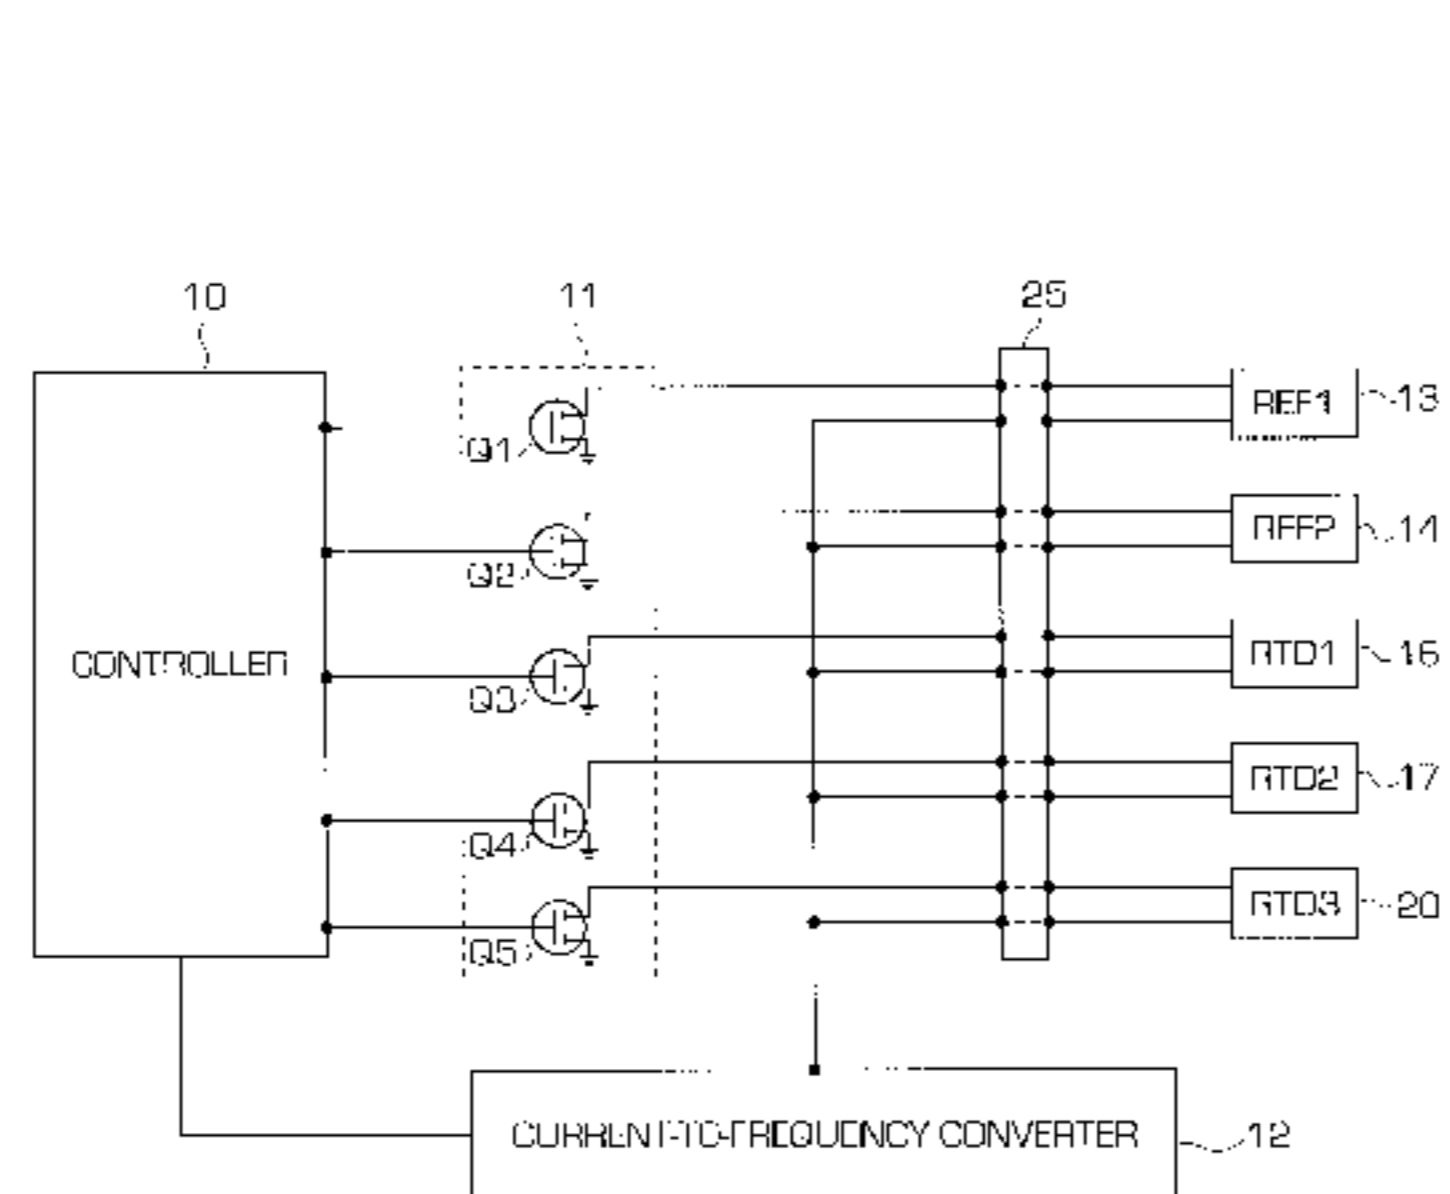 10
11
25
REF1
13
Q1
REF2
14
Q2
CONTROLLER
RTD1
16
Q3
RTD2
17
Q4
RTD3
20
Q5
CURRENT-TO-FREQUENCY CONVERTER
12